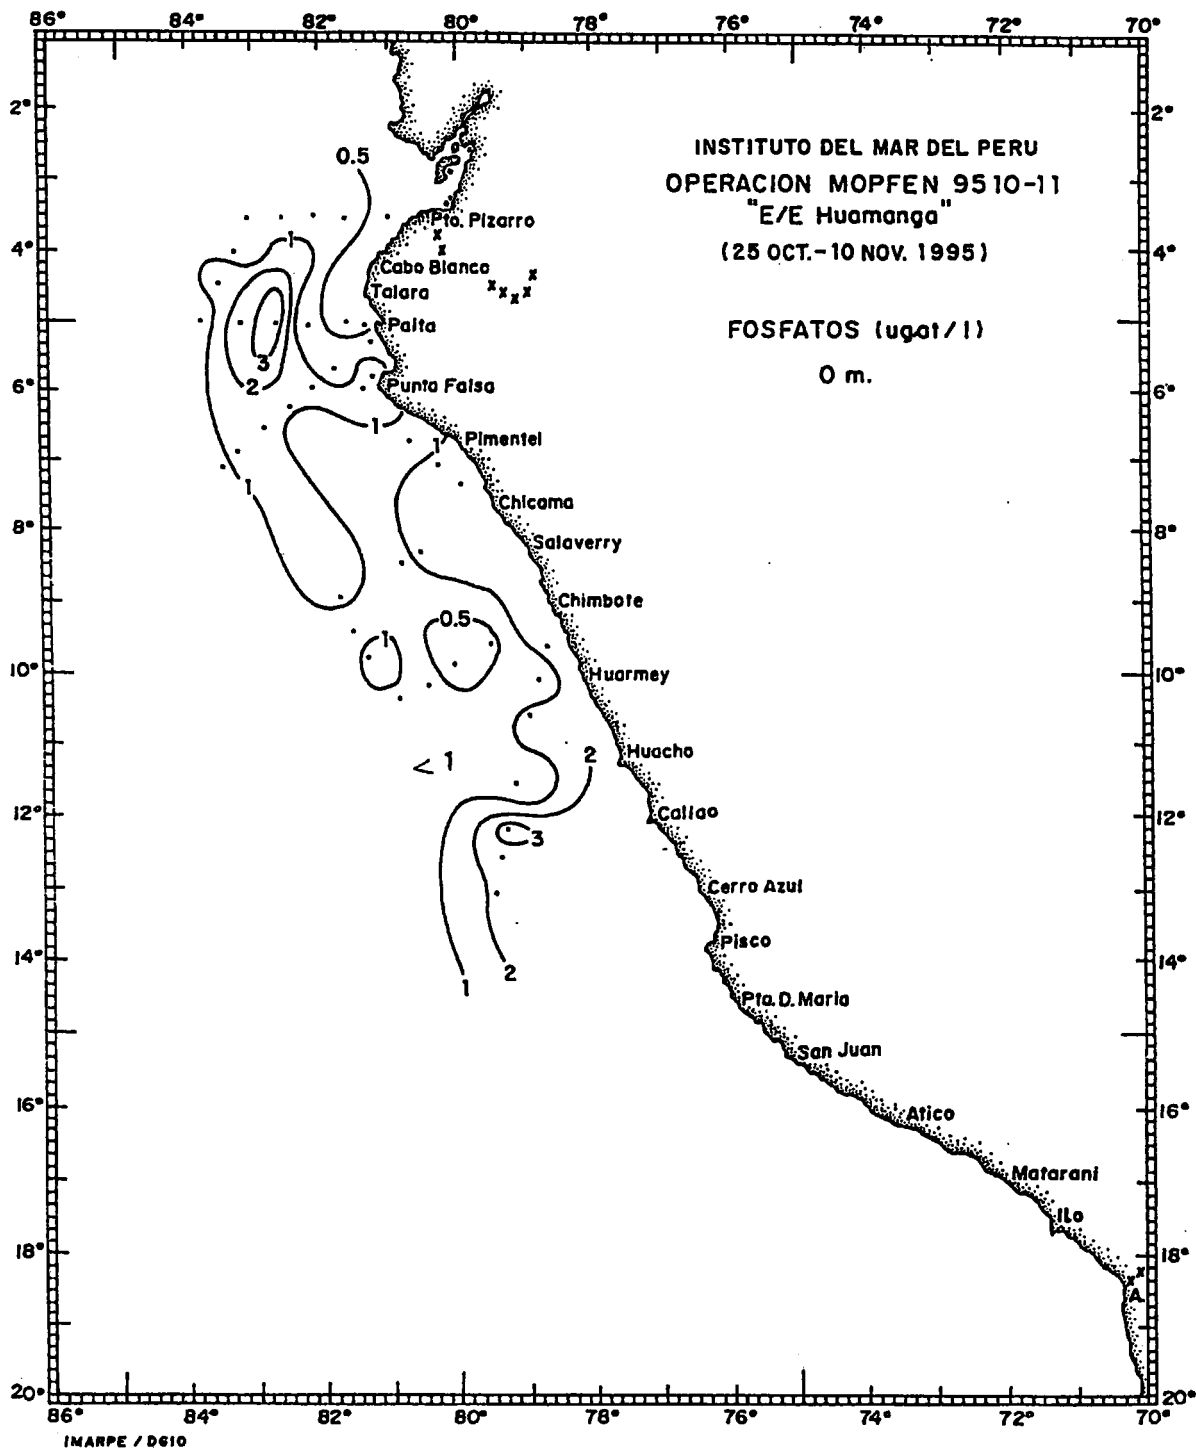 86° 84° 82° 80° 78° 76° 74° 72° 70°
2° 2°
0.5
INSTITUTO DEL MAR DEL PERU
OPERACION MOPFEN 9510-11
"E/E Huamanga"
(25 OCT.-10 NOV. 1995)
Pto. Pizarro
1
4° 4°
Cabo Blanco
Talara
Paita
FOSFATOS (ugat/l)
3
0 m.
2
6° Punta Falsa 6°
1
1 Pimentel
1
Chicama
8° Salaverry 8°
Chimbote
1 0.5
10° Huarmey 10°
< 1 Huacho
2
12° Callao 12°
3
Cerro Azul
Pisco
14° 14°
1 2
Pta. D. Maria
San Juan
16° Atico 16°
Matarani
ILo
18° 18°
A
20° 20°
86° 84° 82° 80° 78° 76° 74° 72° 70°
IMARPE / DG10